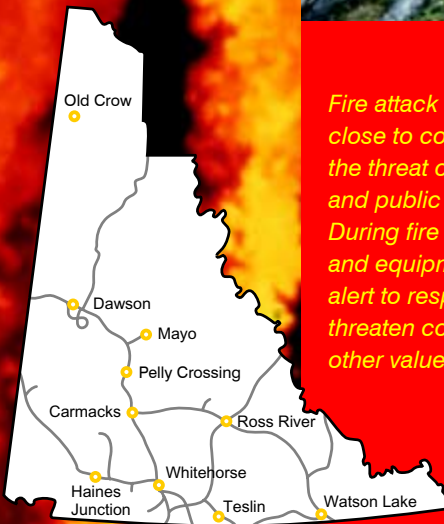 Old Crow
Dawson
Mayo
Pelly Crossing
Carmacks
Ross River
Whitehorse
Haines
Junction
Teslin
Watson Lake
Fire attack
close to co
the threat o
and public
During fire
and equipm
alert to resp
threaten co
other value